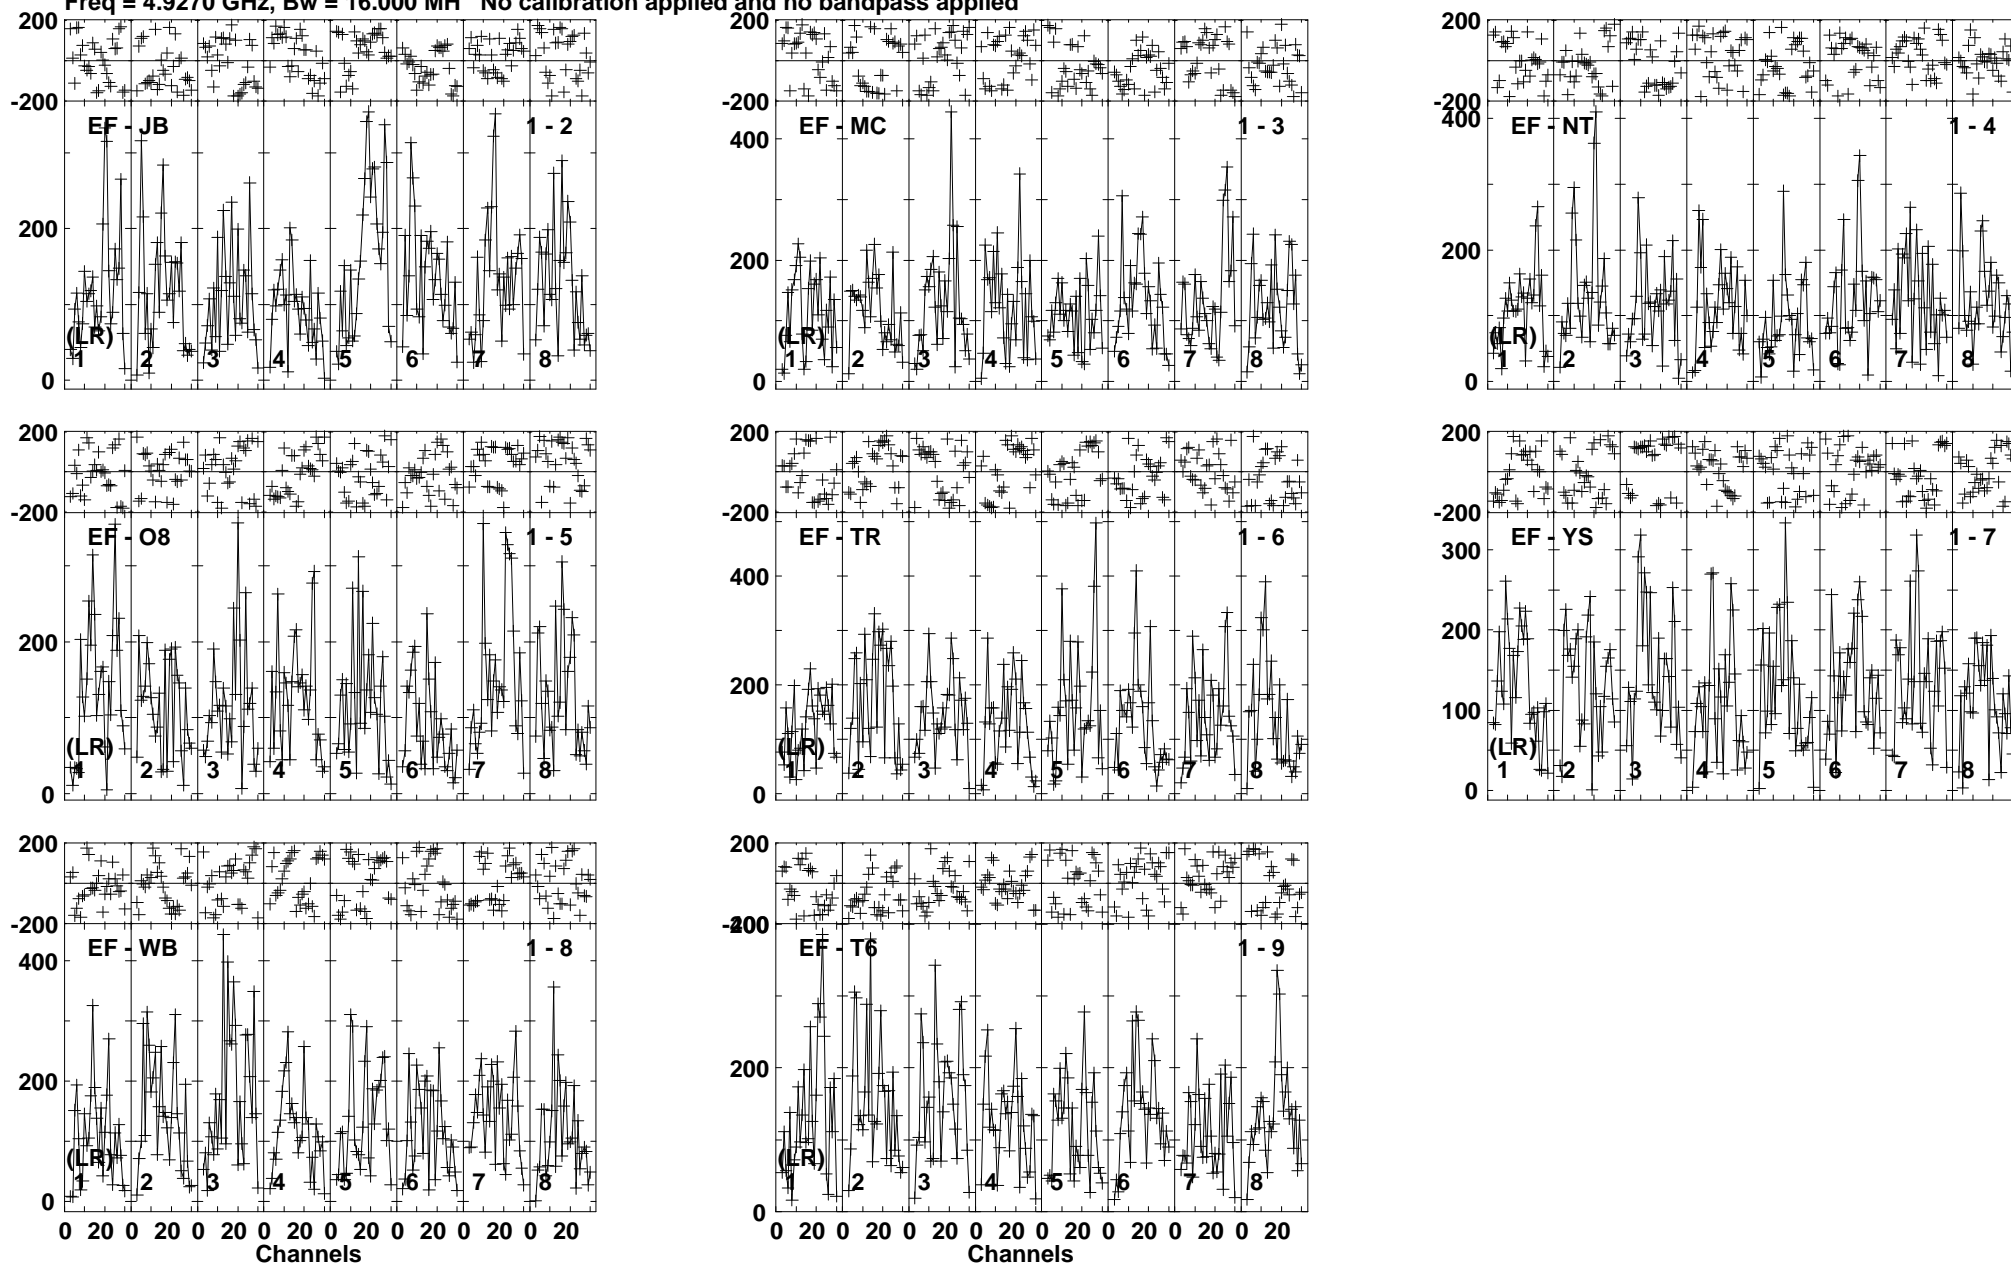 Freq = 4.9270 GHz, Bw = 16.000 MH No calibration applied and no bandpass applied
200 200 200
-200 -200 -200
EF - JB 1 - 2 EF - MC 1 - 3 EF - NT 1 - 4
400 400
200 200 200
(LR) (LR) (LR)
1 2 3 4 5 6 7 8 1 2 3 4 5 6 7 8 1 2 3 4 5 6 7 8
0 0 0
200 200 200
-200 -200 -200
EF - O8 1 - 5 EF - TR 1 - 6 EF - YS 1 - 7
400 300
200 200 200
100
(LR) (LR) (LR)
1 2 3 4 5 6 7 8 1 2 3 4 5 6 7 8 1 2 3 4 5 6 7 8
0 0 0
200 200
-200 -200 400
EF - WB 1 - 8 EF - T6 1 - 9
400
200 200
(LR) (LR)
1 2 3 4 5 6 7 8 1 2 3 4 5 6 7 8
0 0
0 20 0 20 0 20 0 20 0 20 0 20 0 20 0 20 0 20 0 20 0 20 0 20 0 20 0 20 0 20 0 20
Channels Channels